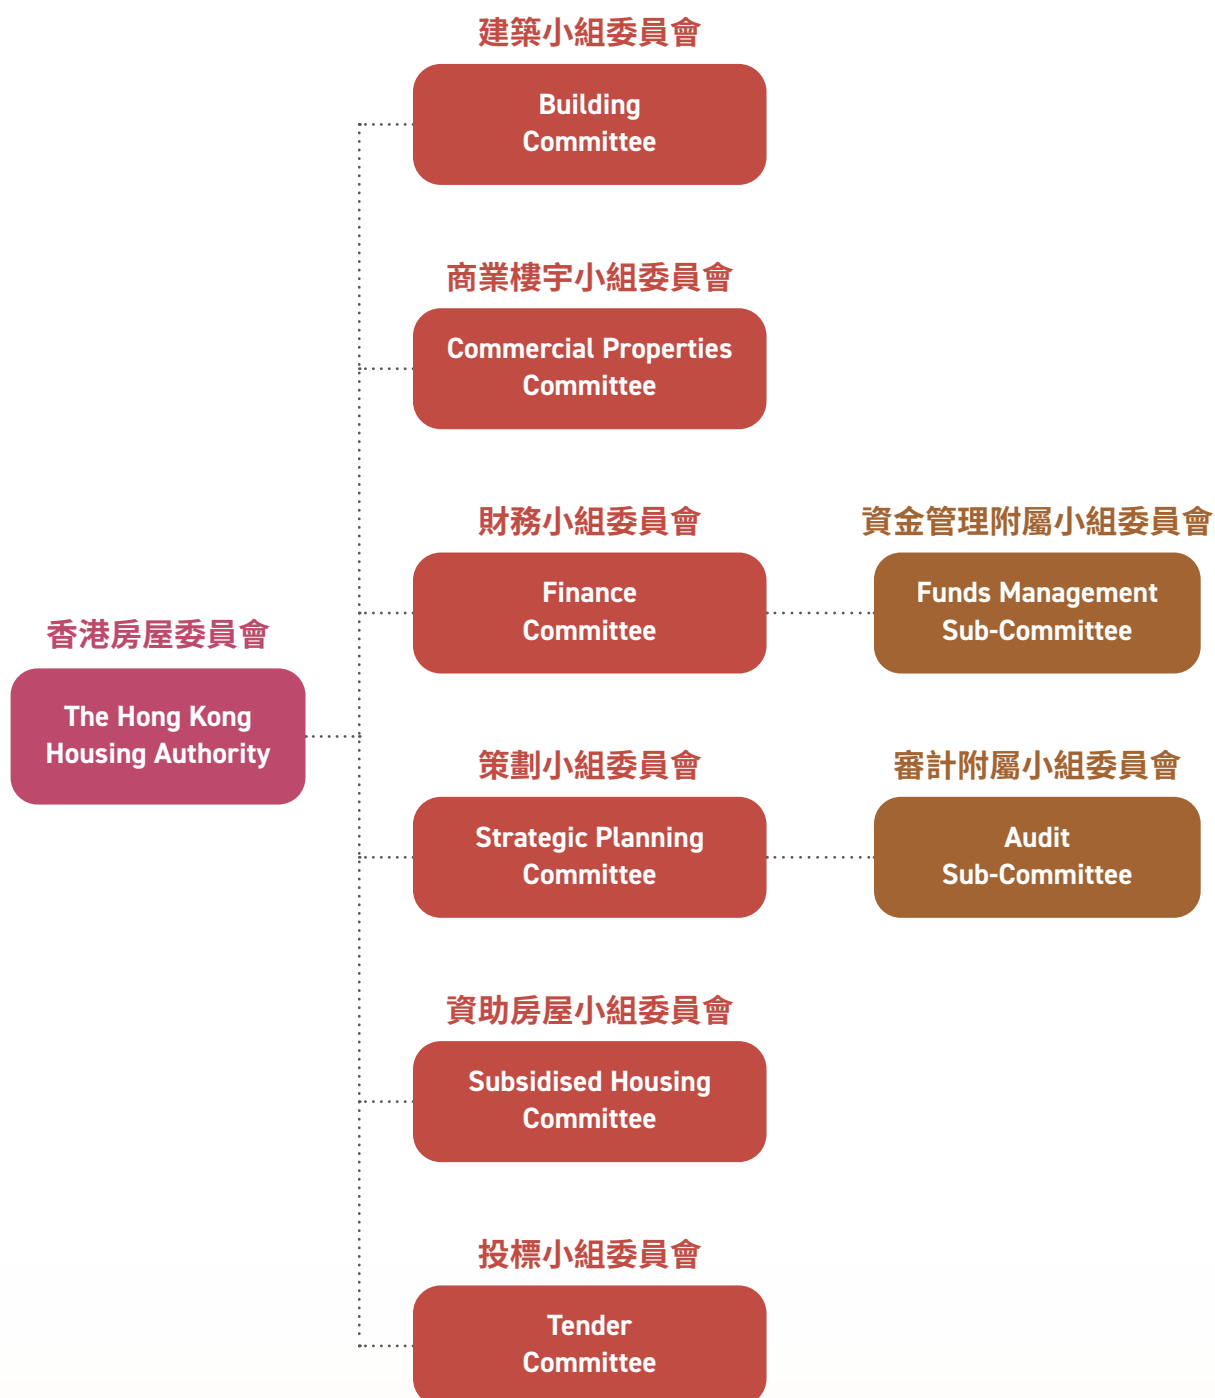 建築小組委員會
Building
Committee
商業樓宇小組委員會
Commercial Properties
Committee
財務小組委員會
Finance
Committee
資金管理附屬小組委員會
Funds Management
Sub-Committee
香港房屋委員會
The Hong Kong
Housing Authority
策劃小組委員會
Strategic Planning
Committee
審計附屬小組委員會
Audit
Sub-Committee
資助房屋小組委員會
Subsidised Housing
Committee
投標小組委員會
Tender
Committee